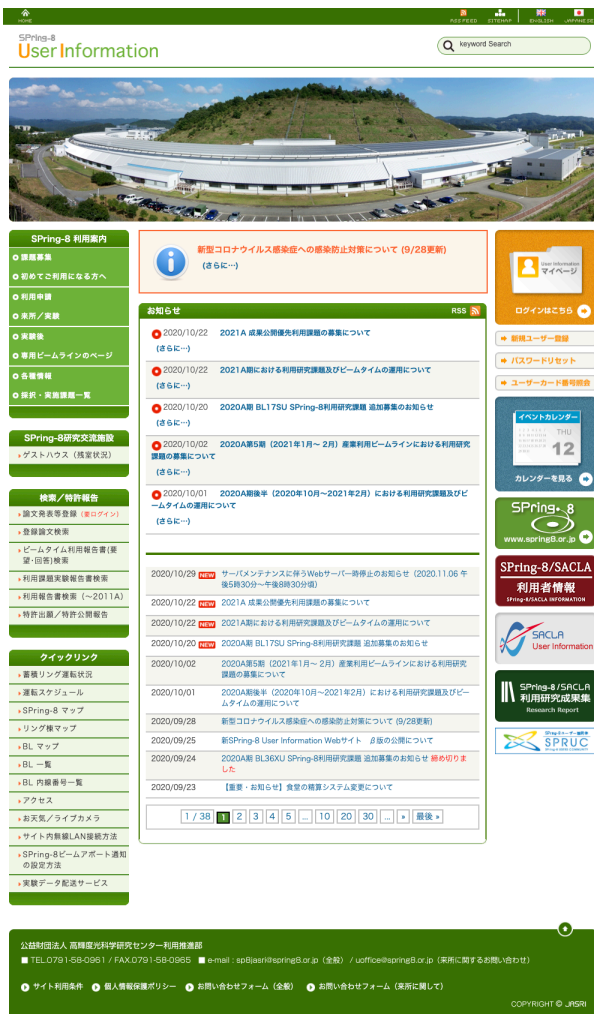 HOME
RSS FEED
SITEMAP
ENGLISH
JAPANESE
SPring-8
User Information
keyword Search
SPring-8 利用案内
課題募集
初めてご利用になる方へ
利用申請
来所／実験
実験後
専用ビームラインのページ
各種情報
採択・実施課題一覧
SPring-8研究交流施設
ゲストハウス（残室状況）
検索／特許報告
論文発表等登録（要ログイン）
登録論文検索
ビームタイム利用報告書(要
望・回答)検索
利用課題実験報告書検索
利用報告書検索（～2011A）
特許出願／特許公開報告
クイックリンク
蓄積リング運転状況
運転スケジュール
SPring-8 マップ
リング棟マップ
BL マップ
BL 一覧
BL 内線番号一覧
アクセス
お天気／ライブカメラ
サイト内無線LAN接続方法
SPring-8ビームアボート通知
の設定方法
実験データ配送サービス
新型コロナウイルス感染症への感染防止対策について (9/28更新)
(さらに…)
お知らせ
RSS
2020/10/22 2021A 成果公開優先利用課題の募集について
(さらに…)
2020/10/22 2021A期における利用研究課題及びビームタイムの運用について
(さらに…)
2020/10/20 2020A期 BL17SU SPring-8利用研究課題 追加募集のお知らせ
(さらに…)
2020/10/02 2020A第5期（2021年1月～ 2月）産業利用ビームラインにおける利用研究
課題の募集について
(さらに…)
2020/10/01 2020A期後半（2020年10月～2021年2月）における利用研究課題及びビ
ームタイムの運用について
(さらに…)
2020/10/29 NEW サーバメンテナンスに伴うWebサーバー時停止のお知らせ（2020.11.06 午
後5時30分～午後8時30分頃）
2020/10/22 NEW 2021A 成果公開優先利用課題の募集について
2020/10/22 NEW 2021A期における利用研究課題及びビームタイムの運用について
2020/10/20 NEW 2020A期 BL17SU SPring-8利用研究課題 追加募集のお知らせ
2020/10/02 2020A第5期（2021年1月～ 2月）産業利用ビームラインにおける利用研究
課題の募集について
2020/10/01 2020A期後半（2020年10月～2021年2月）における利用研究課題及びビー
ムタイムの運用について
2020/09/28 新型コロナウイルス感染症への感染防止対策について (9/28更新)
2020/09/25 新SPring-8 User Information Webサイト β版の公開について
2020/09/24 2020A期 BL36XU SPring-8利用研究課題 追加募集のお知らせ 締め切りま
した
2020/09/23 【重要・お知らせ】食堂の精算システム変更について
1 / 38 1 2 3 4 5 ... 10 20 30 ... » 最後 »
User Information
マイページ
ログインはこちら
新規ユーザー登録
パスワードリセット
ユーザーカード番号照会
イベントカレンダー
THU
12
カレンダーを見る
SPring-8
www.spring8.or.jp
SPring-8/SACLA
利用者情報
SPring-8/SACLA INFORMATION
SACLA
User Information
SPring-8/SACLA
利用研究成果集
Research Report
SPRUC
公益財団法人 高輝度光科学研究センター利用推進部
TEL.0791-58-0961 / FAX.0791-58-0965 e-mail : sp8jasri@spring8.or.jp（全般） / uoffice@spring8.or.jp（来所に関するお問い合わせ）
サイト利用条件 個人情報保護ポリシー お問い合わせフォーム（全般） お問い合わせフォーム（来所に関して）
COPYRIGHT © JASRI